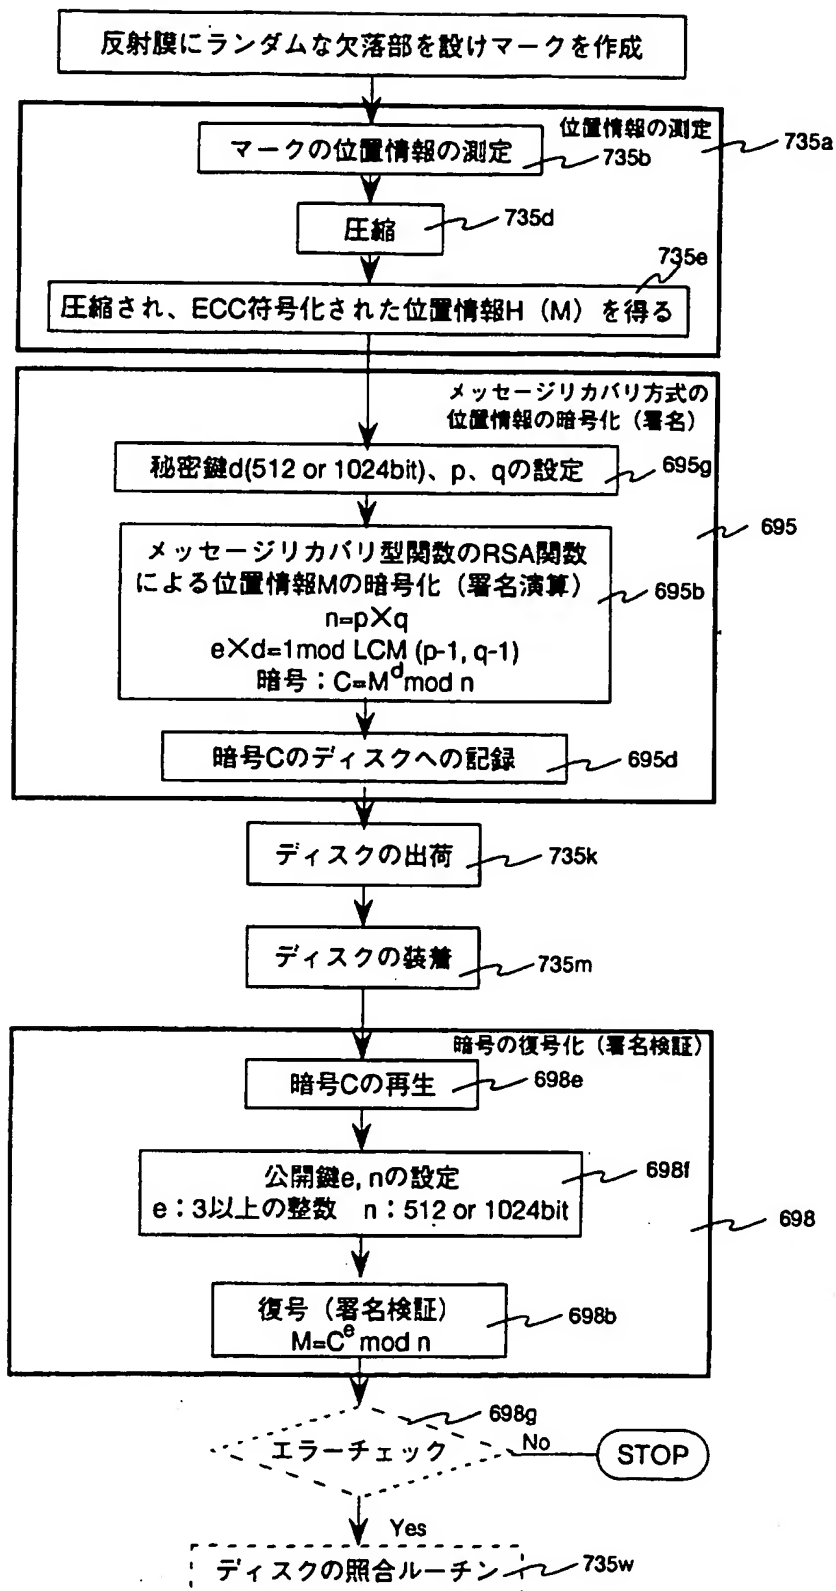 反射膜にランダムな欠落部を設けマークを作成
位置情報の測定
735a
マークの位置情報の測定
735b
圧縮
735d
735e
圧縮され、ECC符号化された位置情報H（M）を得る
メッセージリカバリ方式の
位置情報の暗号化（署名）
秘密鍵d(512 or 1024bit)、p、qの設定
695g
695
メッセージリカバリ型関数のRSA関数
による位置情報Mの暗号化（署名演算）
n=p×q
e×d=1mod LCM (p-1, q-1)
暗号：C=M^d mod n
695b
暗号Cのディスクへの記録
695d
ディスクの出荷
735k
ディスクの装着
735m
暗号の復号化（署名検証）
暗号Cの再生
698e
公開鍵e, nの設定
e：3以上の整数　n：512 or 1024bit
698f
698
復号（署名検証）
M=C^e mod n
698b
698g
エラーチェック
No
STOP
Yes
ディスクの照合ルーチン
735w